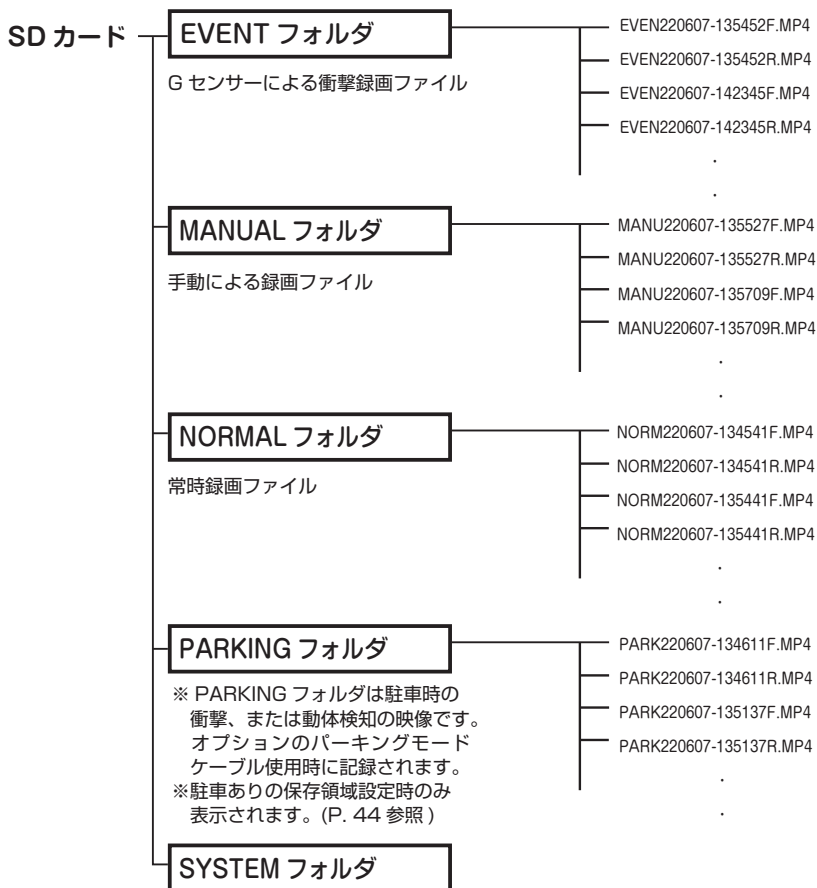 SD カード
EVENT フォルダ
G センサーによる衝撃録画ファイル
EVEN220607-135452F.MP4
EVEN220607-135452R.MP4
EVEN220607-142345F.MP4
EVEN220607-142345R.MP4
.
.
MANUAL フォルダ
手動による録画ファイル
MANU220607-135527F.MP4
MANU220607-135527R.MP4
MANU220607-135709F.MP4
MANU220607-135709R.MP4
.
.
NORMAL フォルダ
常時録画ファイル
NORM220607-134541F.MP4
NORM220607-134541R.MP4
NORM220607-135441F.MP4
NORM220607-135441R.MP4
.
.
PARKING フォルダ
※ PARKING フォルダは駐車時の
衝撃、または動体検知の映像です。
オプションのパーキングモード
ケーブル使用時に記録されます。
※駐車ありの保存領域設定時のみ
表示されます。(P. 44 参照 )
PARK220607-134611F.MP4
PARK220607-134611R.MP4
PARK220607-135137F.MP4
PARK220607-135137R.MP4
.
.
SYSTEM フォルダ